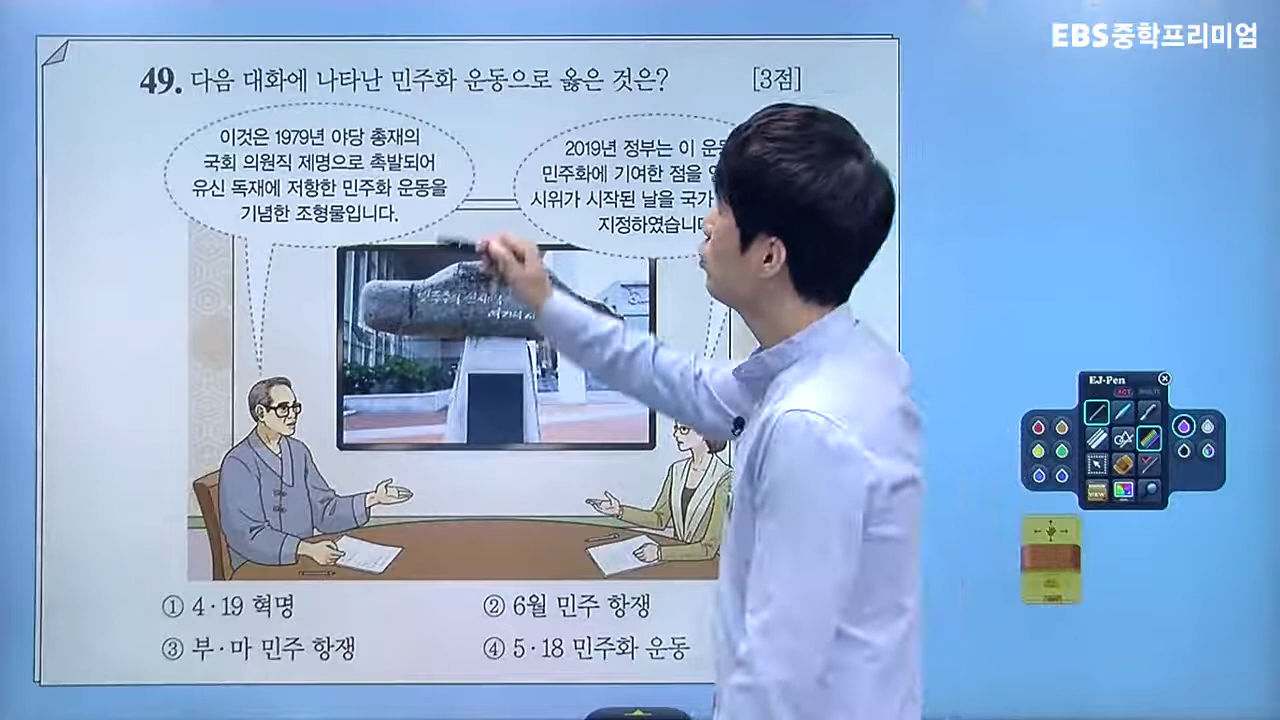 EBS중학프리미엄
49. 다음 대화에 나타난 민주화 운동으로 옳은 것은? [3점]
이것은 1979년 야당 총재의
국회 의원직 제명으로 촉발되어
유신 독재에 저항한 민주화 운동을
기념한 조형물입니다.
2019년 정부는 이
민주화에 기여한 점을
시위가 시작된 날을 국가
지정하였습니
① 4·19 혁명
② 6월 민주 항쟁
③ 부·마 민주 항쟁
④ 5·18 민주화 운동
EJ-Pen
ACT
VIEW